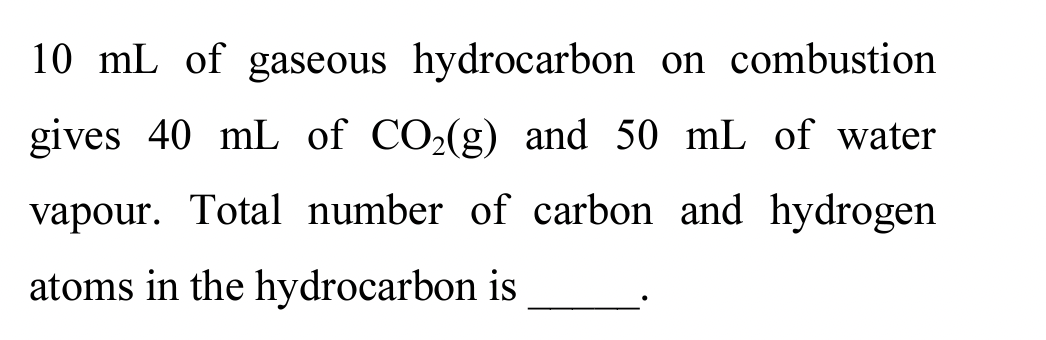 10 mL of gaseous hydrocarbon on combustion
gives 40 mL of CO₂(g) and 50 mL of water
vapour. Total number of carbon and hydrogen
atoms in the hydrocarbon is _____.